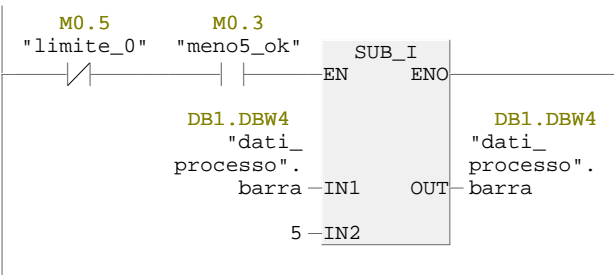 M0.5 M0.3
"limite_0" "meno5_ok"
SUB_I
EN ENO
DB1.DBW4 DB1.DBW4
"dati_ "dati_
processo". processo".
barra IN1 OUT barra
5 IN2